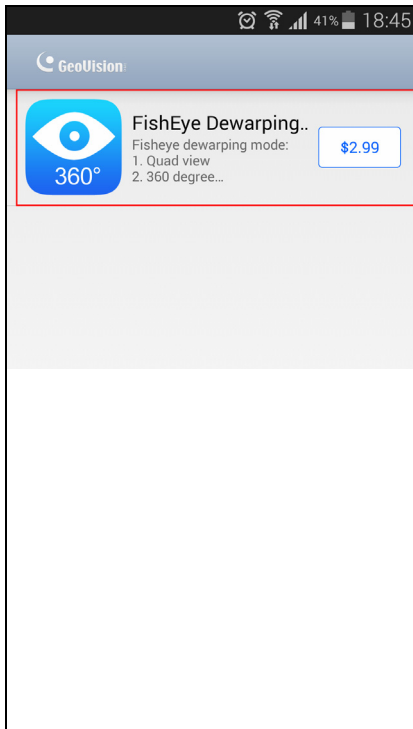 41% 18:45
GeoVision
FishEye Dewarping..
Fisheye dewarping mode:
1. Quad view
2. 360 degree...
$2.99
360°